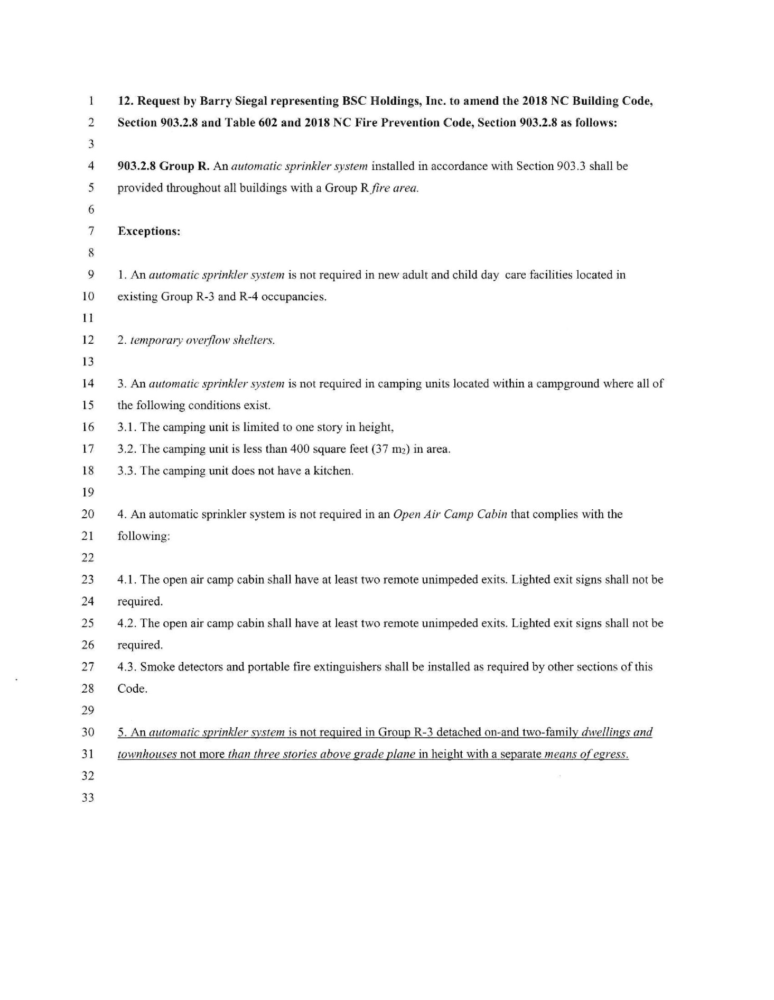 1 12. Request by Barry Siegal representing BSC Holdings, Inc. to amend the 2018 NC Building Code,
2 Section 903.2.8 and Table 602 and 2018 NC Fire Prevention Code, Section 903.2.8 as follows:
3
4 903.2.8 Group R. An automatic sprinkler system installed in accordance with Section 903.3 shall be
5 provided throughout all buildings with a Group R fire area.
6
7 Exceptions:
8
9 1. An automatic sprinkler system is not required in new adult and child day care facilities located in
10 existing Group R-3 and R-4 occupancies.
11
12 2. temporary overflow shelters.
13
14 3. An automatic sprinkler system is not required in camping units located within a campground where all of
15 the following conditions exist.
16 3.1. The camping unit is limited to one story in height,
17 3.2. The camping unit is less than 400 square feet (37 m2) in area.
18 3.3. The camping unit does not have a kitchen.
19
20 4. An automatic sprinkler system is not required in an Open Air Camp Cabin that complies with the
21 following:
22
23 4.1. The open air camp cabin shall have at least two remote unimpeded exits. Lighted exit signs shall not be
24 required.
25 4.2. The open air camp cabin shall have at least two remote unimpeded exits. Lighted exit signs shall not be
26 required.
27 4.3. Smoke detectors and portable fire extinguishers shall be installed as required by other sections of this
28 Code.
29
30 5. An automatic sprinkler system is not required in Group R-3 detached on-and two-family dwellings and
31 townhouses not more than three stories above grade plane in height with a separate means of egress.
32
33